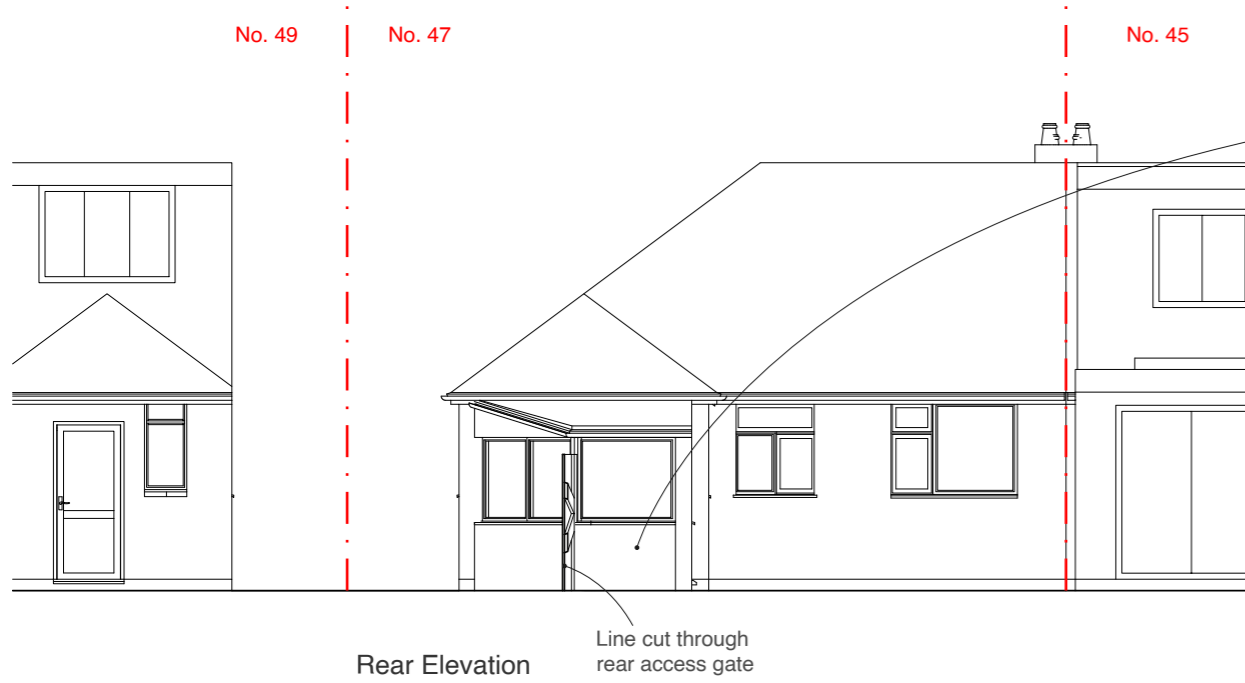 No. 49
No. 47
No. 45
Line cut through
rear access gate
Rear Elevation